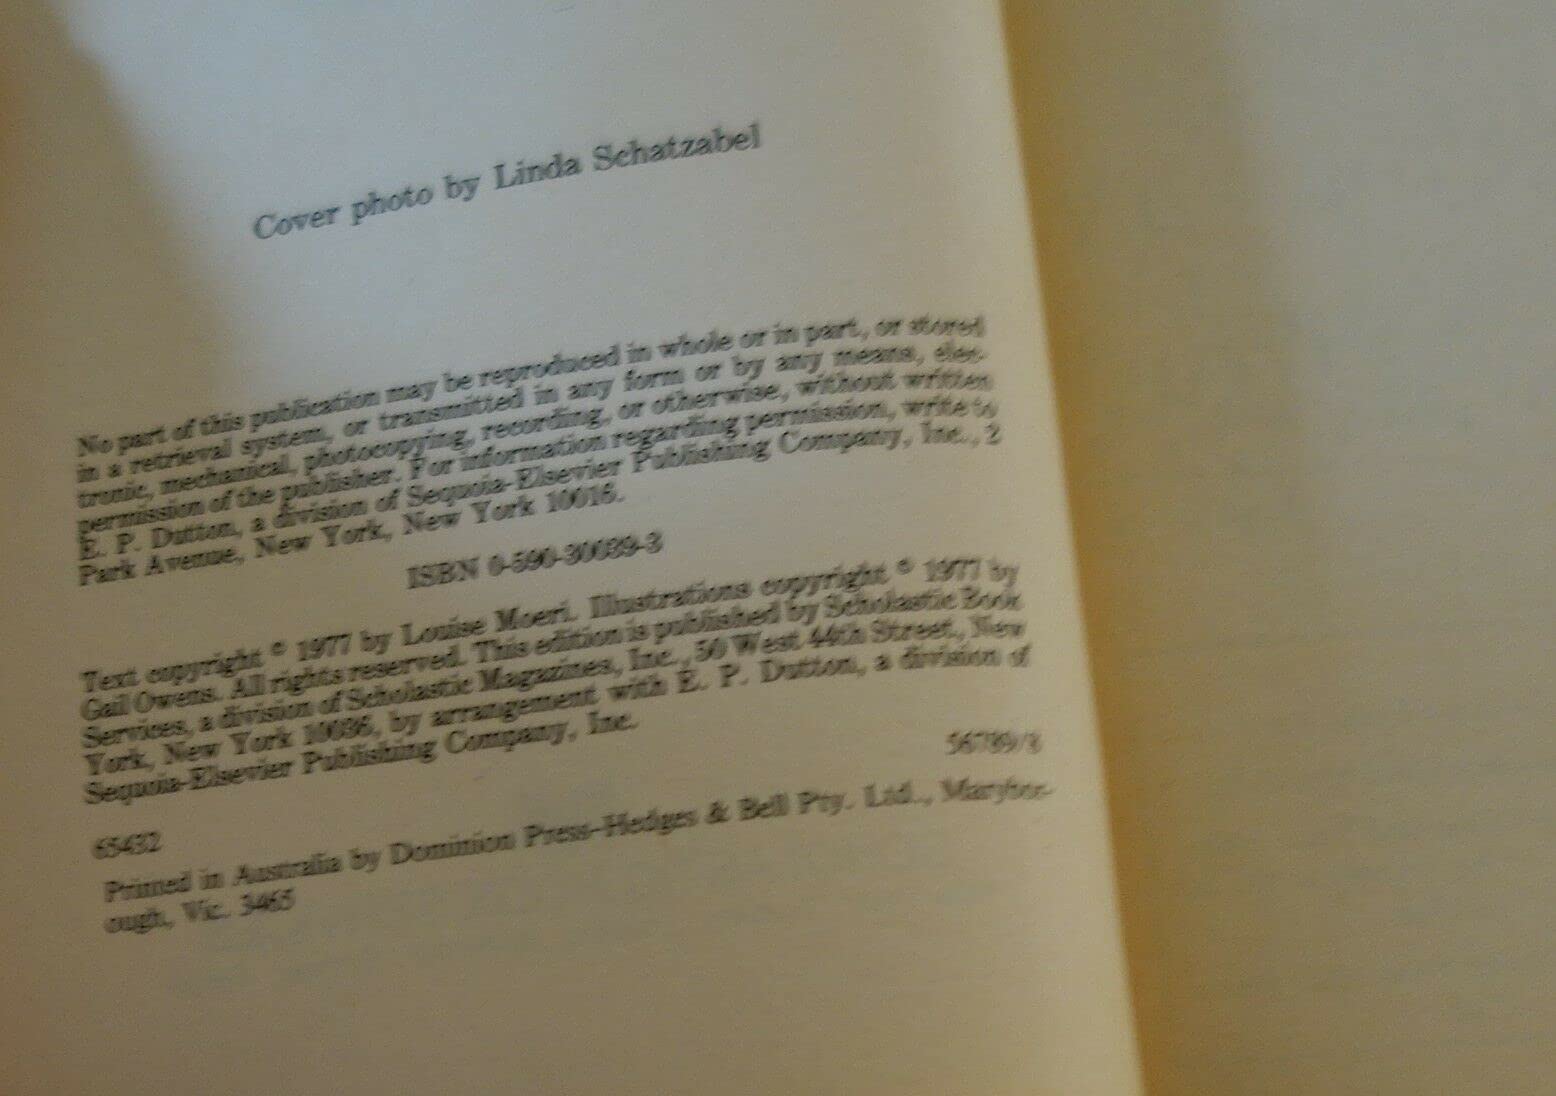 Cover photo by Linda Schatzabel
No part of this publication may be reproduced in whole or in part, or stored
in a retrieval system, or transmitted in any form or by any means, elec-
tronic, mechanical, photocopying, recording, or otherwise, without written
permission of the publisher. For information regarding permission, write to
E. P. Dutton, a division of Sequoia-Elsevier Publishing Company, Inc., 2
Park Avenue, New York, New York 10016.
ISBN 0-590-30039-3
Text copyright © 1977 by Louise Moeri. Illustrations copyright © 1977 by
Gail Owens. All rights reserved. This edition is published by Scholastic Book
Services, a division of Scholastic Magazines, Inc., 50 West 44th Street, New
York, New York 10036, by arrangement with E. P. Dutton, a division of
Sequoia-Elsevier Publishing Company, Inc.
65432 56789/8
Printed in Australia by Dominion Press-Hedges & Bell Pty. Ltd., Marybor-
ough, Vic. 3465